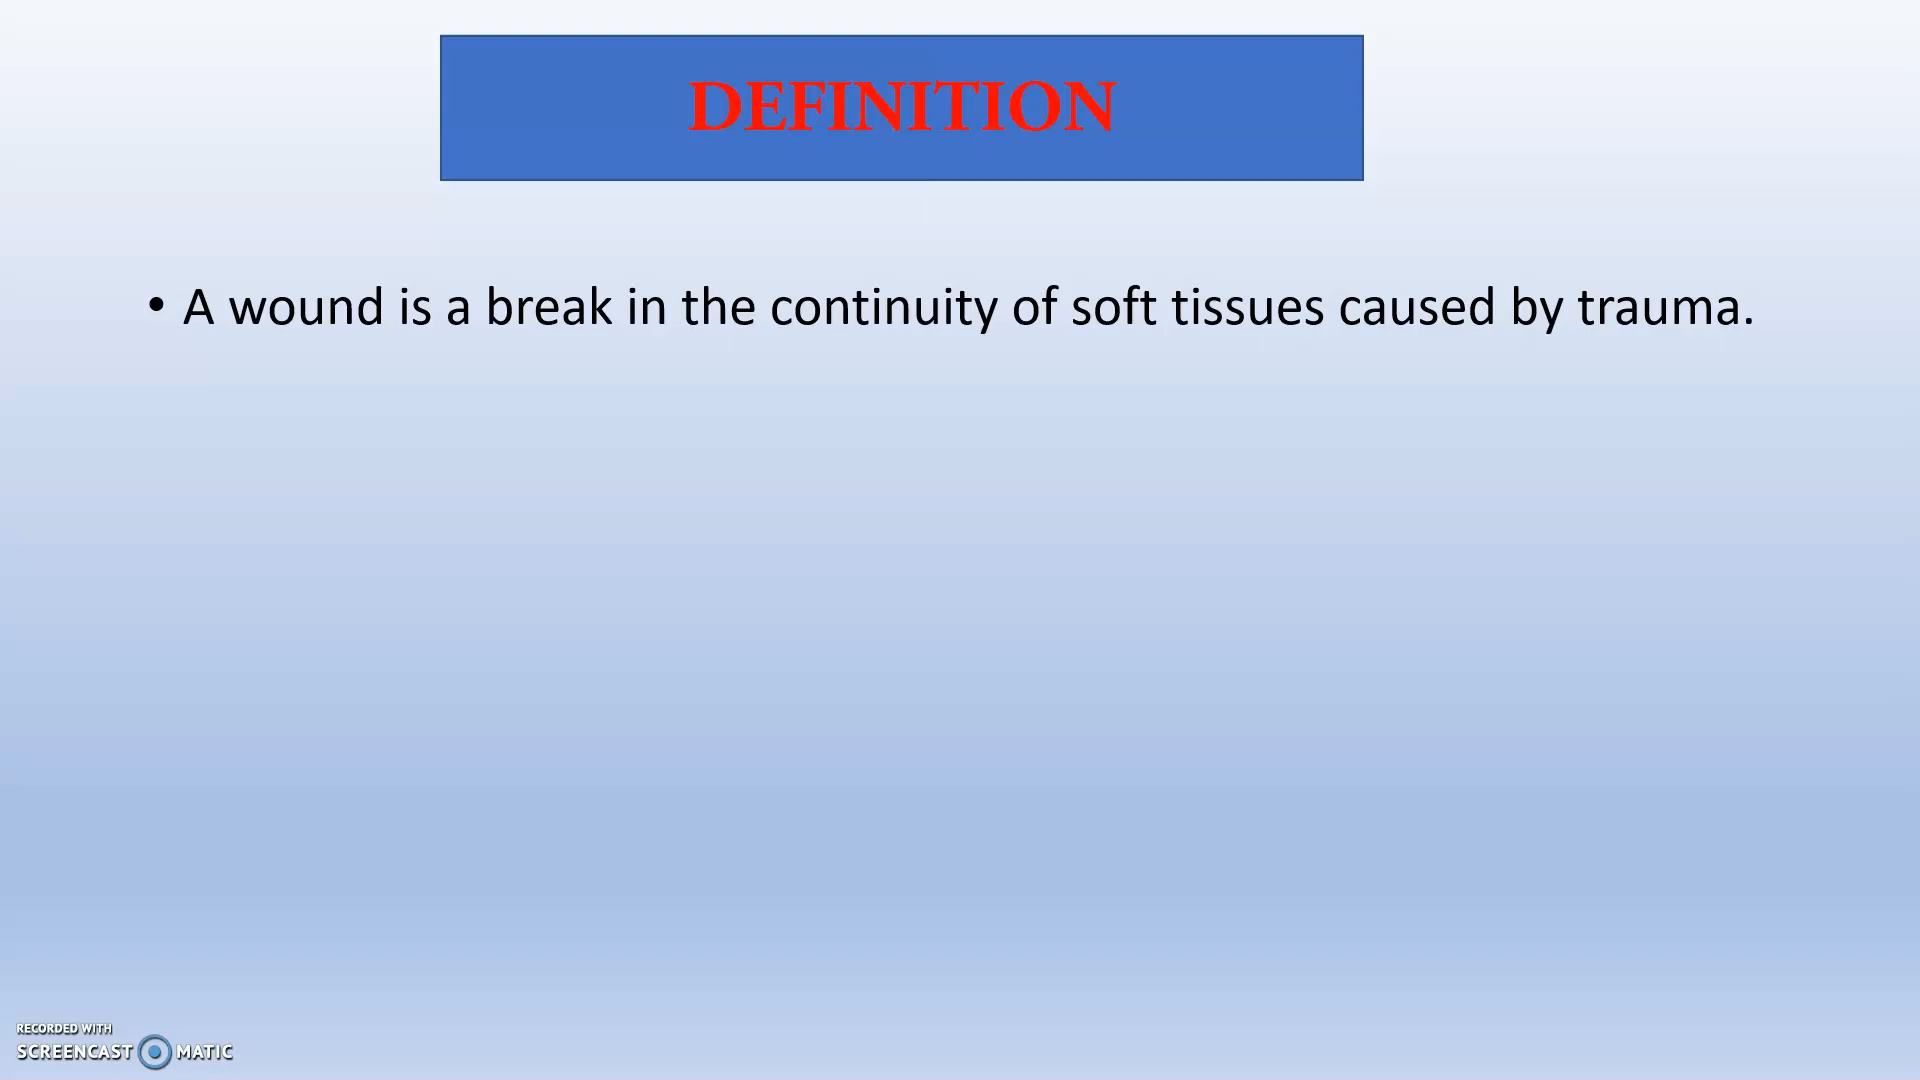 DEFINITION
• A wound is a break in the continuity of soft tissues caused by trauma.
RECORDED WITH
SCREENCAST MATIC